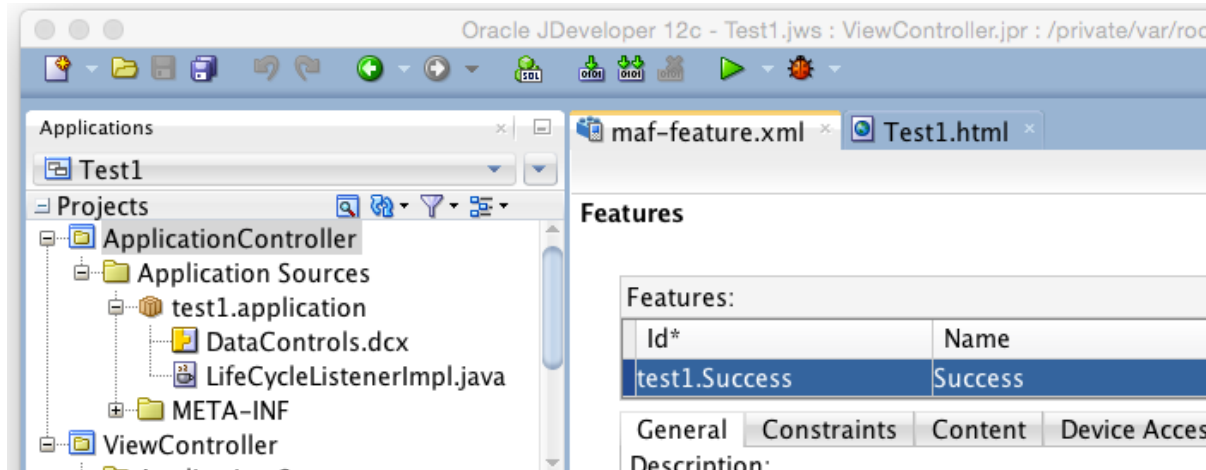 Oracle JDeveloper 12c - Test1.jws : ViewController.jpr : /private/var/roo
Applications
maf-feature.xml
Test1.html
Test1
Projects
Features
ApplicationController
Application Sources
Features:
test1.application
Id*
Name
DataControls.dcx
LifeCycleListenerImpl.java
test1.Success
Success
META-INF
General
Constraints
Content
Device Acces
ViewController
Description: